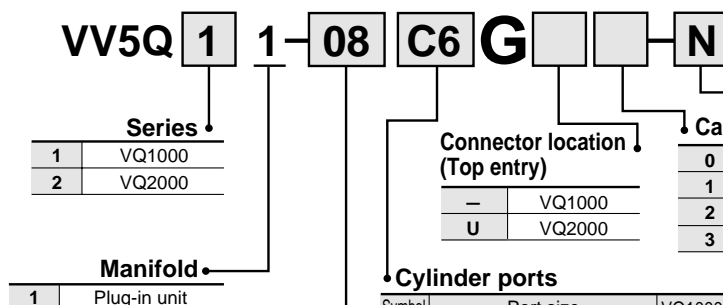 VV5Q 1 1 – 08 C6 G – N
Series
1 VQ1000
2 VQ2000
Connector location
(Top entry)
— VQ1000
U VQ2000
Ca
0
1
2
3
Manifold
1 Plug-in unit
Cylinder ports
Symbol Port size VQ1000